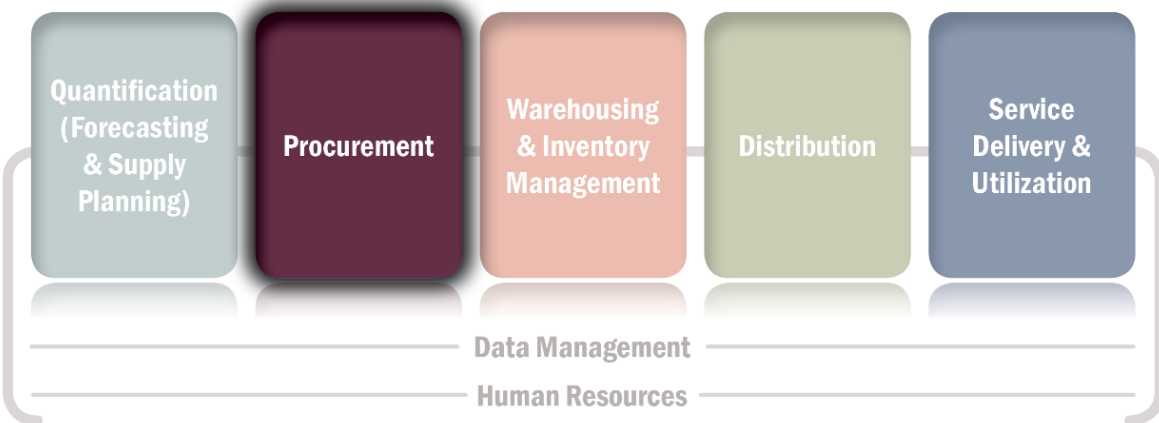 Quantification
(Forecasting
& Supply
Planning)
Procurement
Warehousing
& Inventory
Management
Distribution
Service
Delivery &
Utilization
Data Management
Human Resources